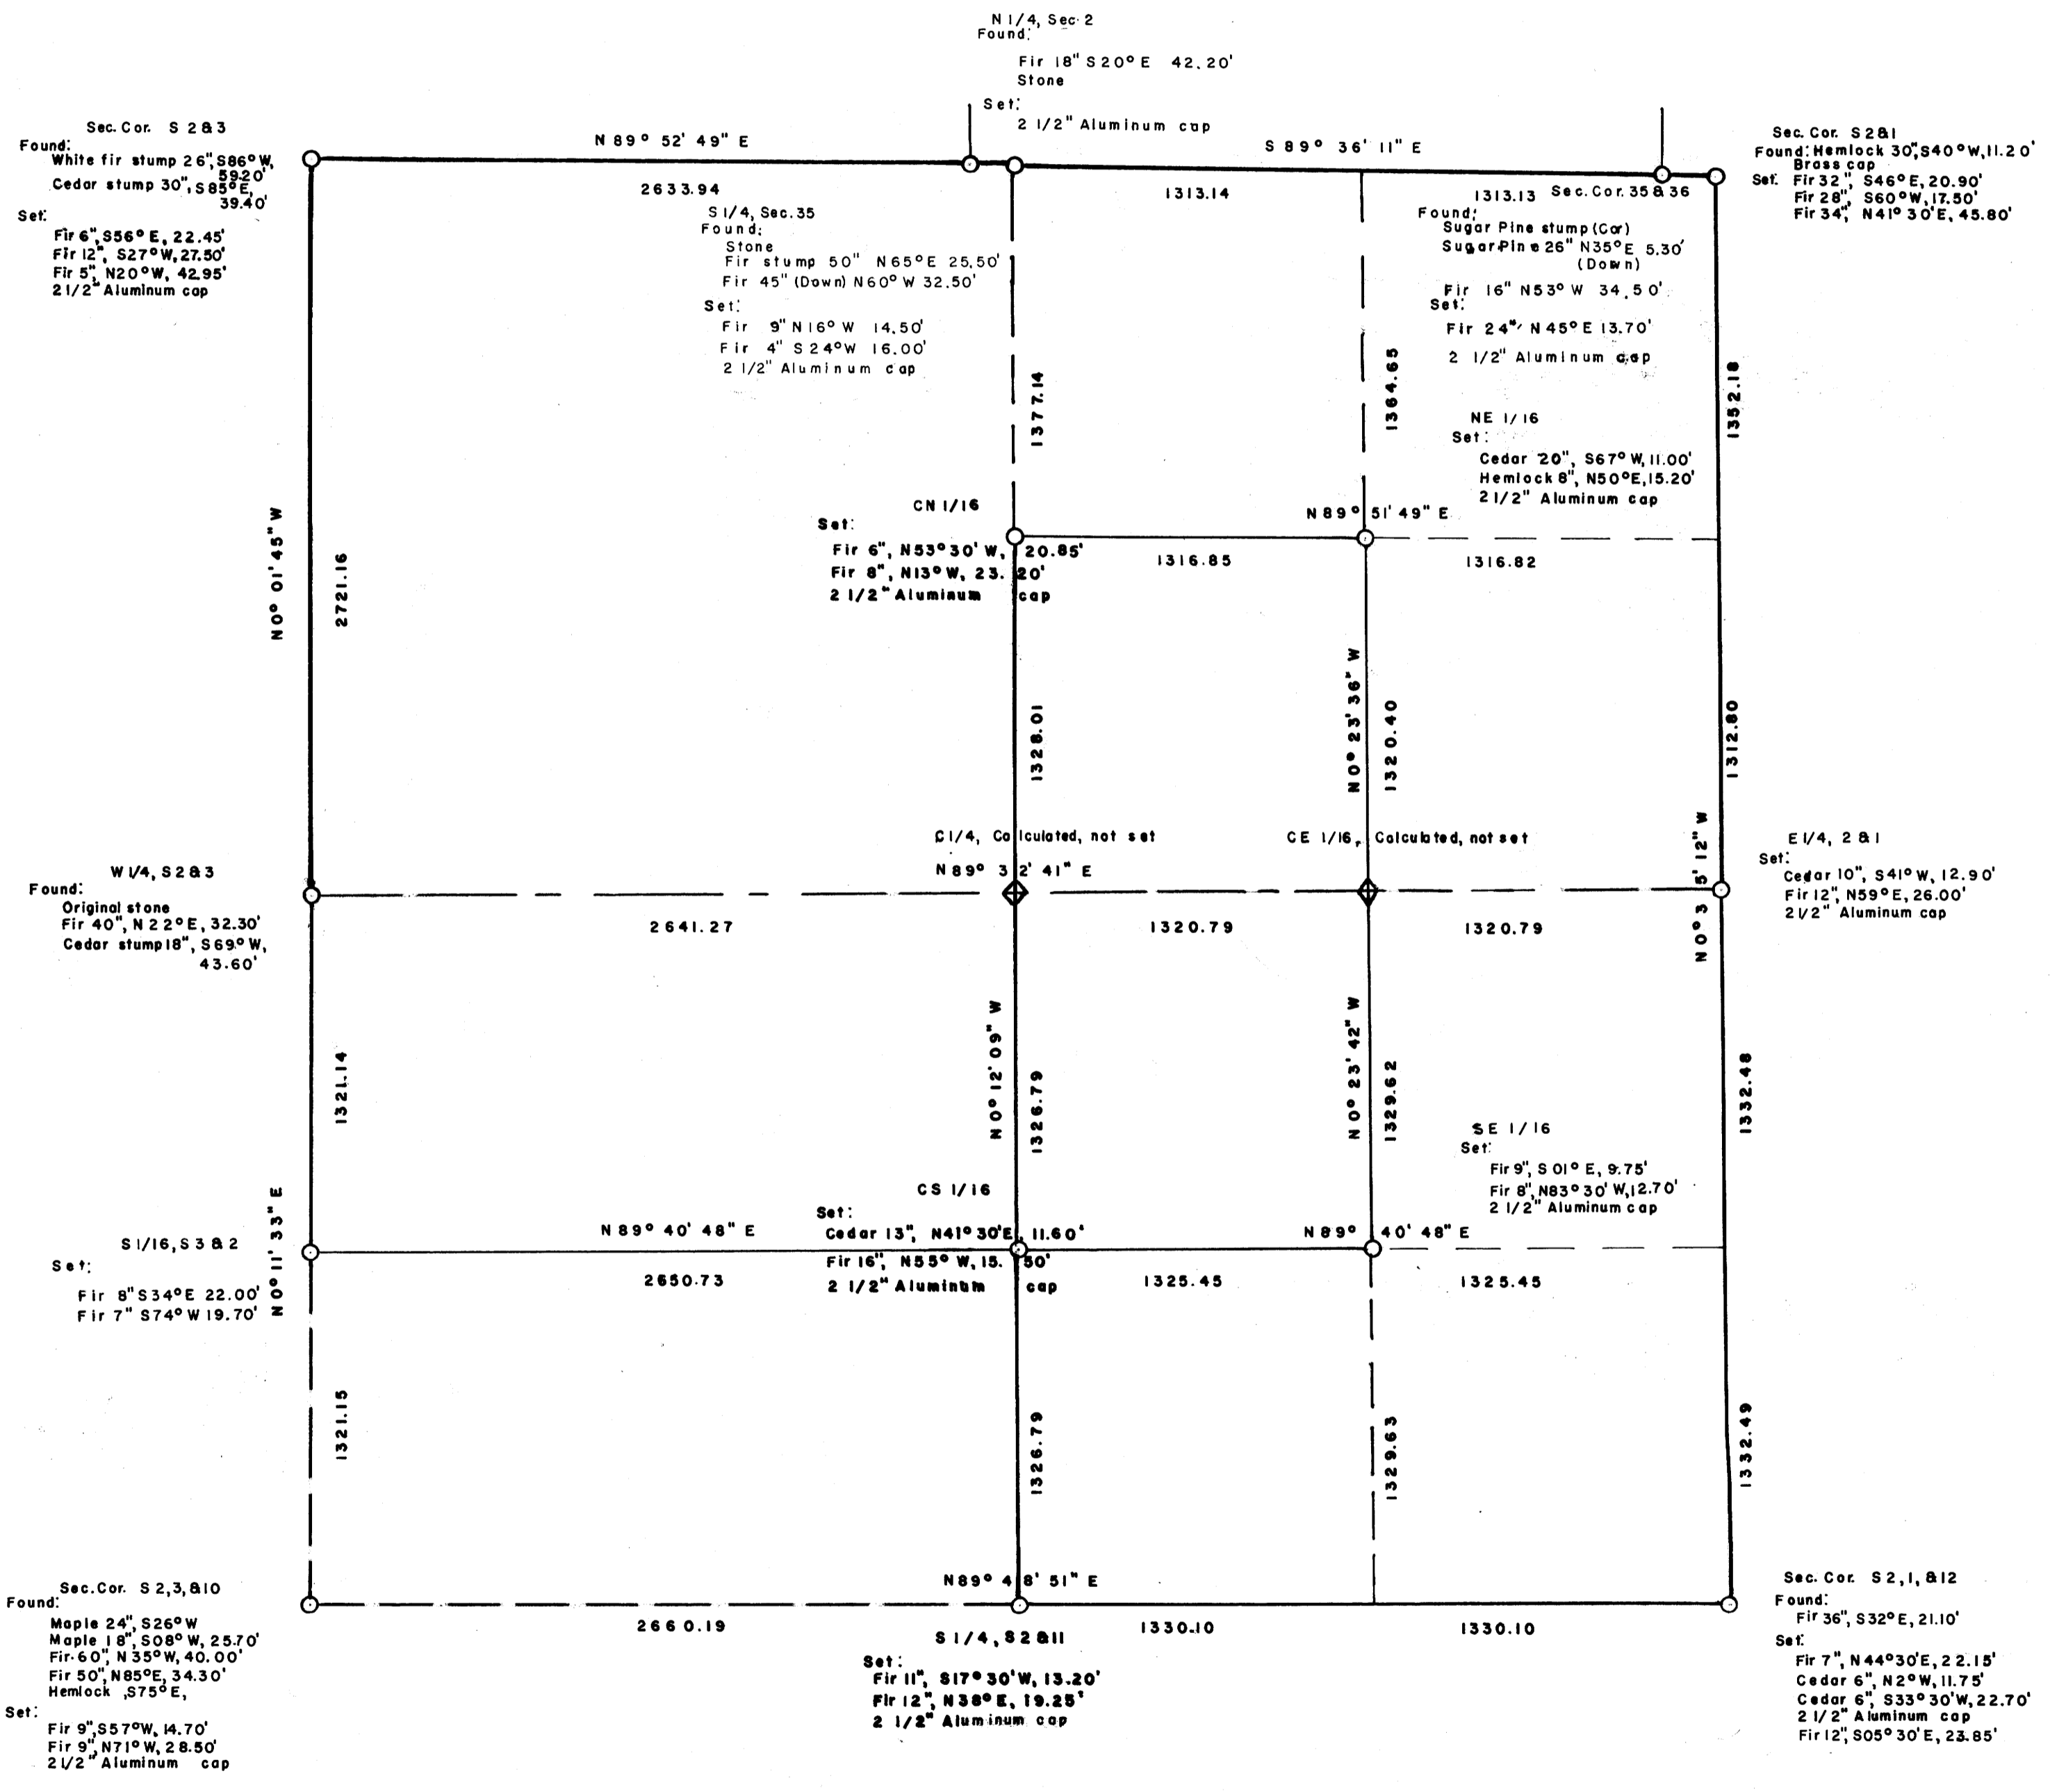 N 1/4, Sec. 2
Found:
Fir 18" S20° E 42.20'
Stone
Set:
2 1/2" Aluminum cap
Sec. Cor. S 2 & 3
Found:
White fir stump 26", S86° W,
59.20'
Cedar stump 30", S85° E,
39.40'
Set:
Fir 6", S56° E, 22.45'
Fir 12", S27° W, 27.50'
Fir 5", N20° W, 42.95'
2 1/2" Aluminum cap
N 89° 52' 49" E
2633.94
S 89° 36' 11" E
1313.14
1313.13
Sec. Cor. S 2 & 1
Found: Hemlock 30", S40° W, 11.20'
Brass cap
Set: Fir 32", S46° E, 20.90'
Fir 28", S60° W, 17.50'
Fir 34", N41° 30' E, 45.80'
S 1/4, Sec. 35
Found:
Stone
Fir stump 50" N65° E 25.50'
Fir 45" (Down) N60° W 32.50'
Set:
Fir 9" N16° W 14.50'
Fir 4" S24° W 16.00'
2 1/2" Aluminum cap
Sec. Cor. 35 & 36
Found:
Sugar Pine stump (Cor)
Sugar Pine 26" N35° E 5.30'
(Down)
Fir 16" N53° W 34.50'
Set:
Fir 24" N45° E 13.70'
2 1/2" Aluminum cap
1377.14
1364.65
1352.18
NE 1/16
Set:
Cedar 20", S67° W, 11.00'
Hemlock 8", N50° E, 15.20'
2 1/2" Aluminum cap
CN 1/16
Set:
Fir 6", N53° 30' W, 20.85'
Fir 8", N13° W, 23.20'
2 1/2" Aluminum cap
N 89° 51' 49" E
1316.85
1316.82
N 0° 01' 45" W
2721.16
1328.01
N 0° 23' 36" W
1320.40
1312.80
C 1/4, Calculated, not set
CE 1/16, Calculated, not set
N 89° 32' 41" E
2641.27
1320.79
1320.79
N 0° 35' 12" W
W 1/4, S 2 & 3
Found:
Original stone
Fir 40", N 22° E, 32.30'
Cedar stump 18", S69° W,
43.60'
E 1/4, 2 & 1
Set:
Cedar 10", S41° W, 12.90'
Fir 12", N59° E, 26.00'
2 1/2" Aluminum cap
1321.14
N 0° 12' 09" W
1326.79
N 0° 23' 42" W
1329.62
1332.48
SE 1/16
Set:
Fir 9", S 01° E, 9.75'
Fir 8", N83° 30' W, 12.70'
2 1/2" Aluminum cap
CS 1/16
Set:
Cedar 13", N41° 30' E, 11.60'
Fir 16", N55° W, 15.50'
2 1/2" Aluminum cap
N 89° 40' 48" E
2650.73
N 89° 40' 48" E
1325.45
1325.45
S 1/16, S 3 & 2
Set:
Fir 8" S34° E 22.00'
Fir 7" S74° W 19.70'
N 0° 11' 33" E
1321.15
1326.79
1329.63
1332.49
N 89° 48' 51" E
2660.19
1330.10
1330.10
Sec. Cor. S 2, 3, & 10
Found:
Maple 24", S26° W
Maple 18", S08° W, 25.70'
Fir 60", N 35° W, 40.00'
Fir 50", N85° E, 34.30'
Hemlock , S75° E,
Set:
Fir 9", S57° W, 14.70'
Fir 9", N71° W, 28.50'
2 1/2" Aluminum cap
S 1/4, S 2 & 11
Set:
Fir 11", S17° 30' W, 13.20'
Fir 12", N38° E, 19.25'
2 1/2" Aluminum cap
Sec. Cor. S 2, 1, & 12
Found:
Fir 36", S32° E, 21.10'
Set:
Fir 7", N44° 30' E, 22.15'
Cedar 6", N2° W, 11.75'
Cedar 6", S33° 30' W, 22.70'
2 1/2" Aluminum cap
Fir 12", S05° 30' E, 23.85'